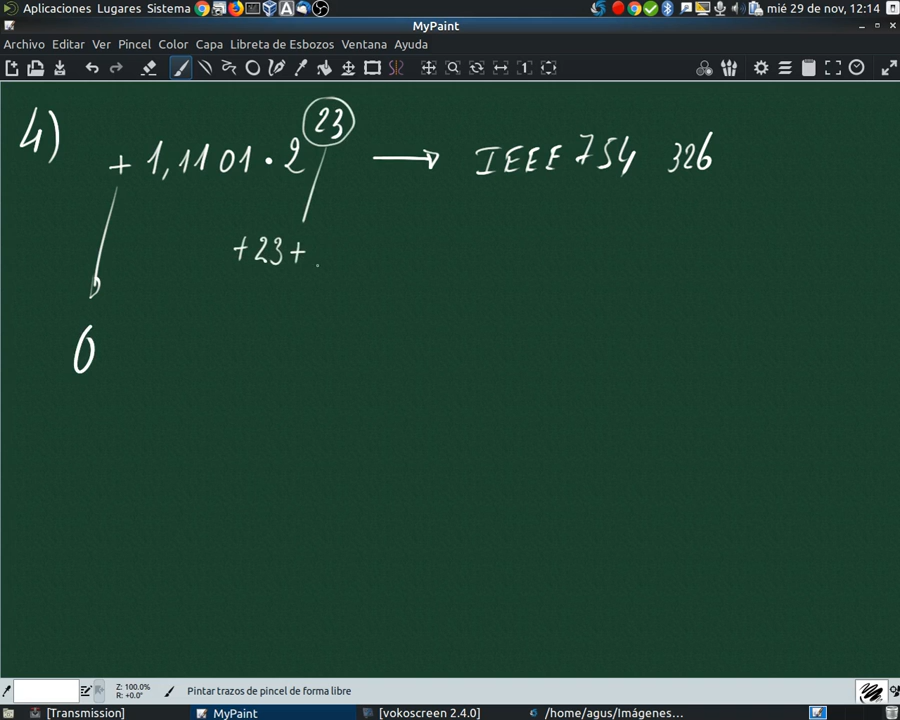 Aplicaciones Lugares Sistema mié 29 de nov, 12:14
MyPaint
Archivo Editar Ver Pincel Color Capa Libreta de Esbozos Ventana Ayuda
4)
+ 1,1101 · 2^23 → IEEE 754 32b
+23+
0
Z: 100.0%
R: +0.0°
Pintar trazos de pincel de forma libre
[Transmission] MyPaint [vokoscreen 2.4.0] /home/agus/Imágenes...